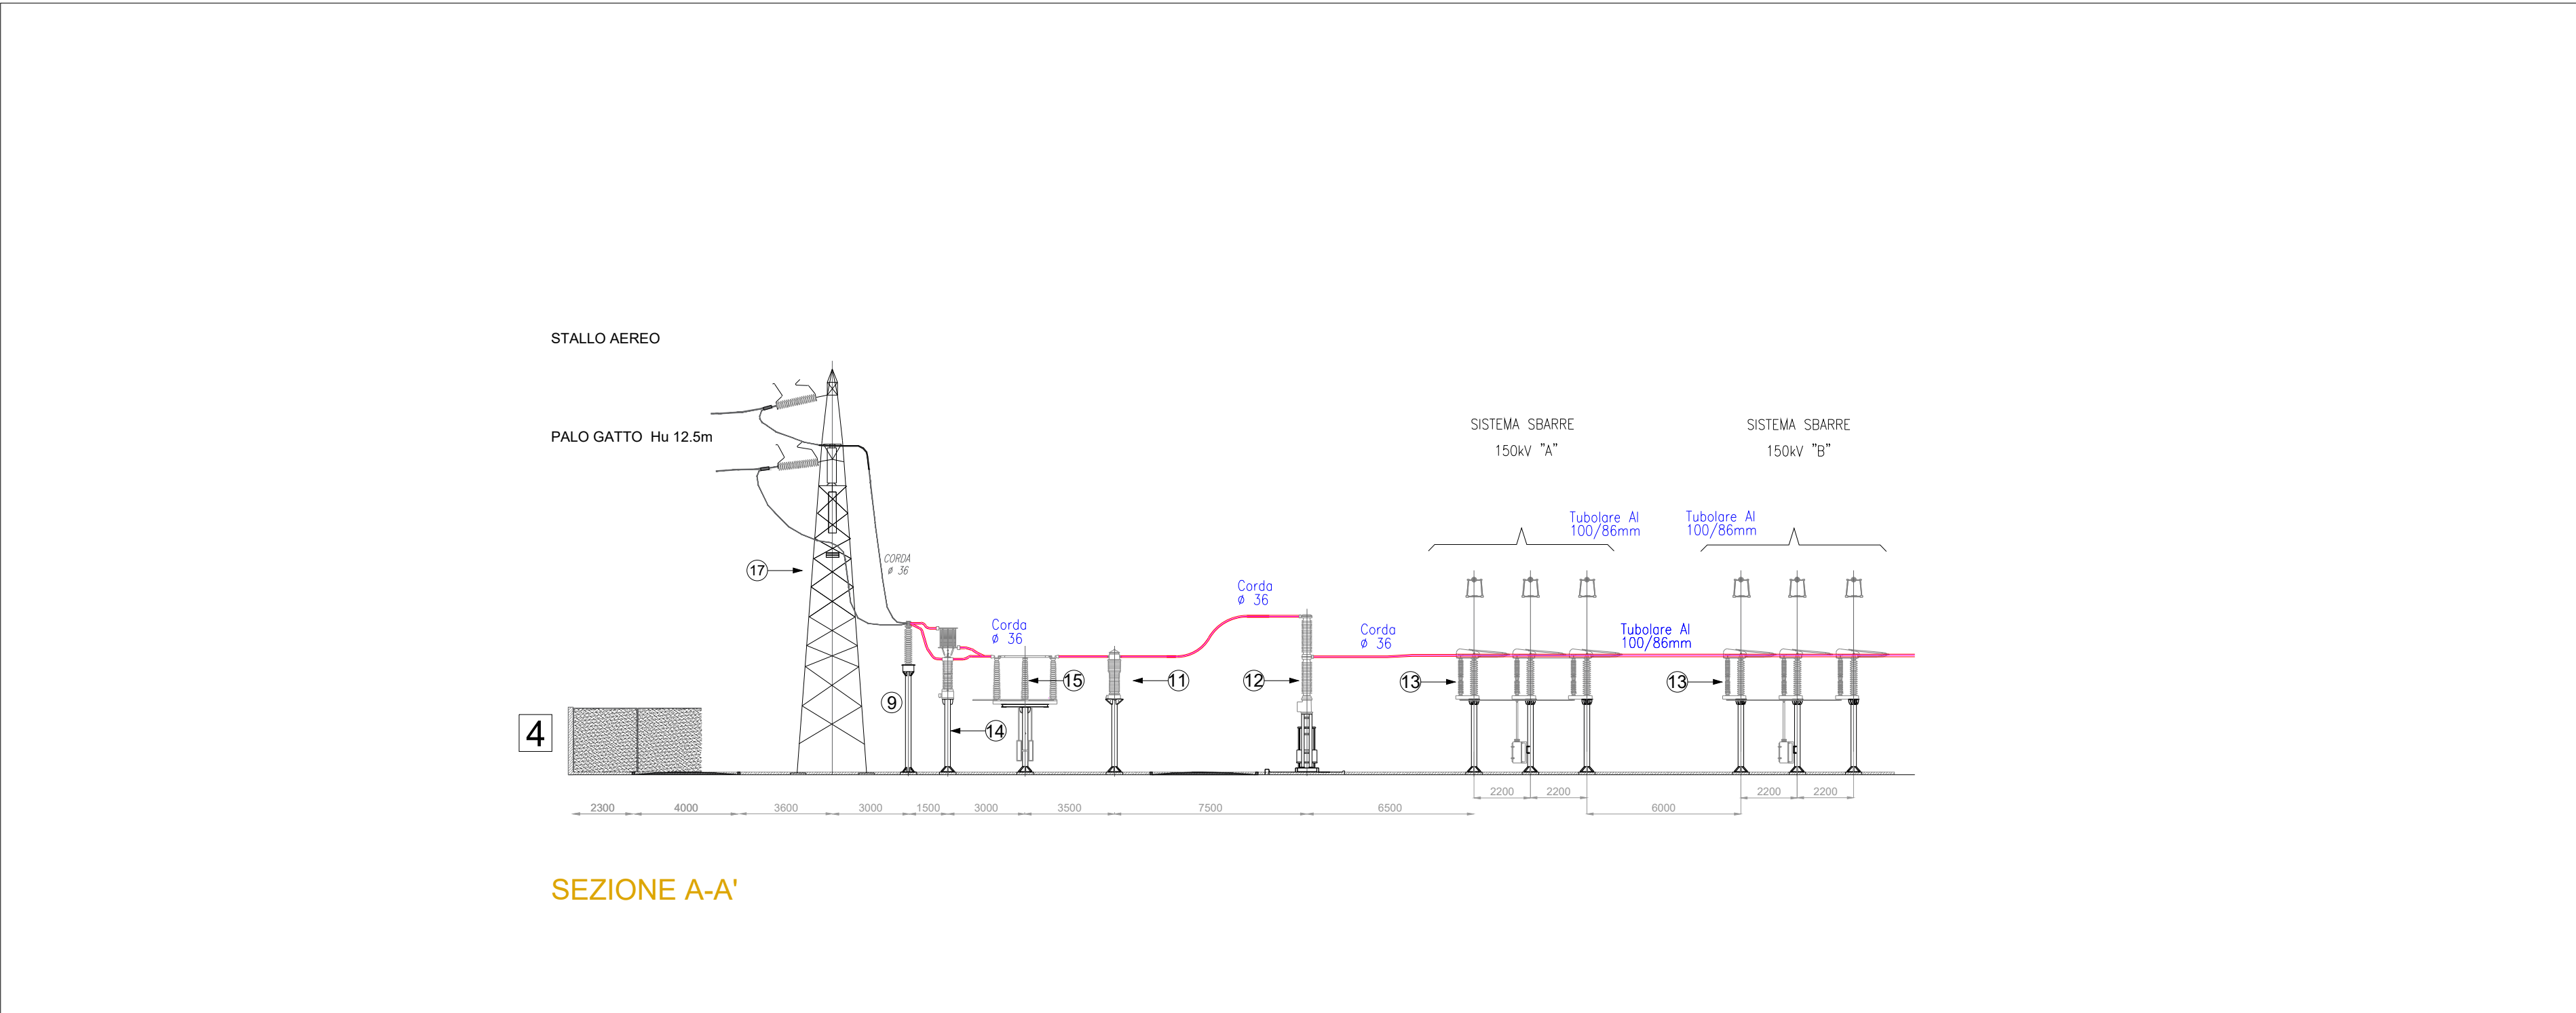 STALLO AEREO
PALO GATTO Hu 12.5m
SISTEMA SBARRE
150kV "A"
SISTEMA SBARRE
150kV "B"
Tubolare Al
100/86mm
Tubolare Al
100/86mm
CORDA
ø 36
17
Corda
ø 36
Corda
ø 36
Corda
ø 36
Tubolare Al
100/86mm
9
14
15
11
12
13
13
4
2200
2200
2200
2200
2300
4000
3600
3000
1500
3000
3500
7500
6500
6000
SEZIONE A-A'